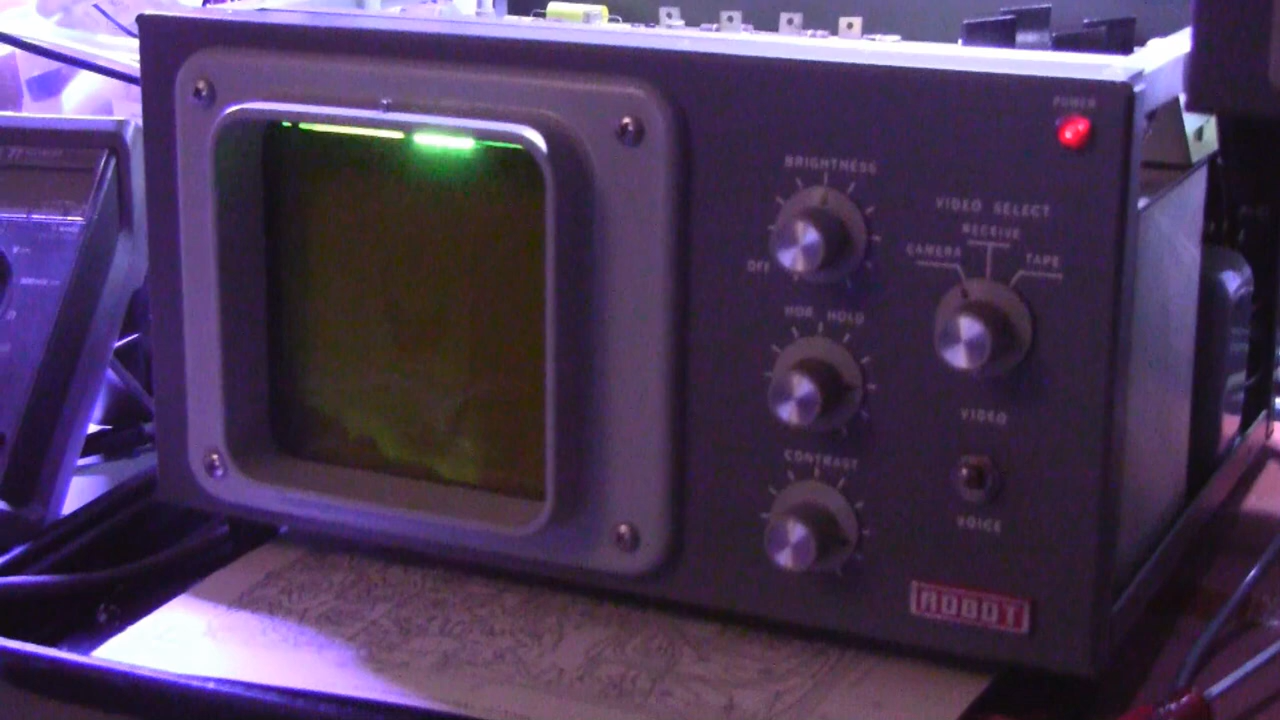 POWER
BRIGHTNESS
OFF
VIDEO SELECT
RECEIVE
CAMERA
TAPE
HOR HOLD
CONTRAST
VIDEO
VOICE
ROBOT